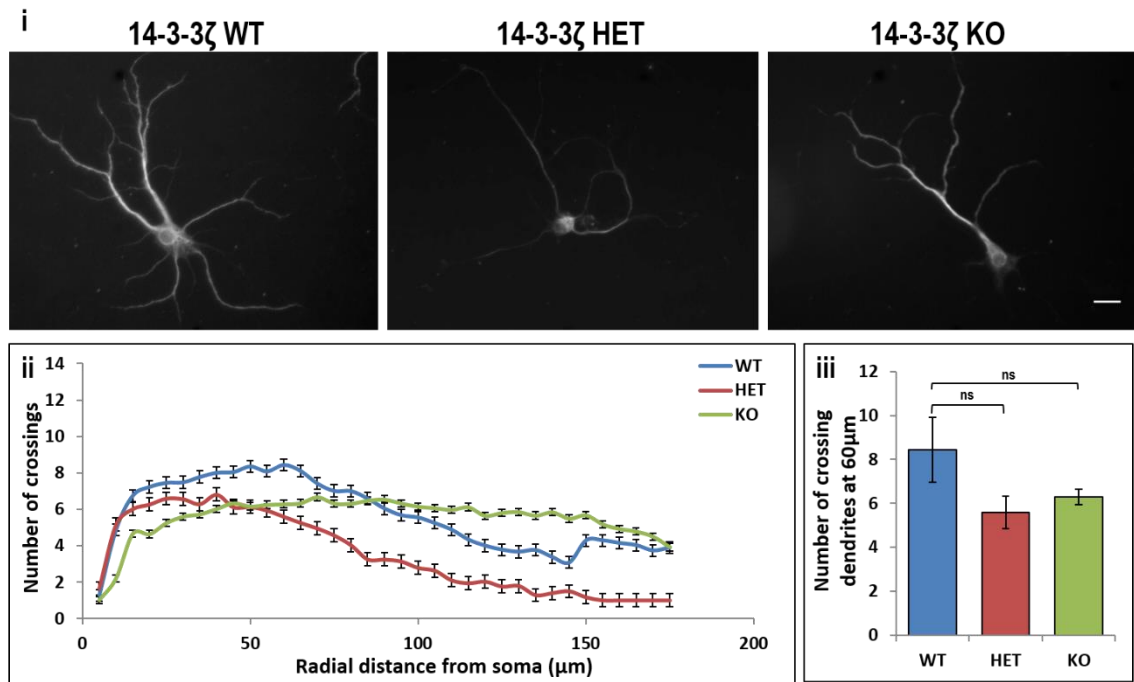 i
14-3-3ζ WT
14-3-3ζ HET
14-3-3ζ KO
ii
Number of crossings
14
12
10
8
6
4
2
0
0 50 100 150 200
Radial distance from soma (µm)
WT
HET
KO
iii
Number of crossing
dendrites at 60µm
12
10
8
6
4
2
0
ns
ns
WT HET KO